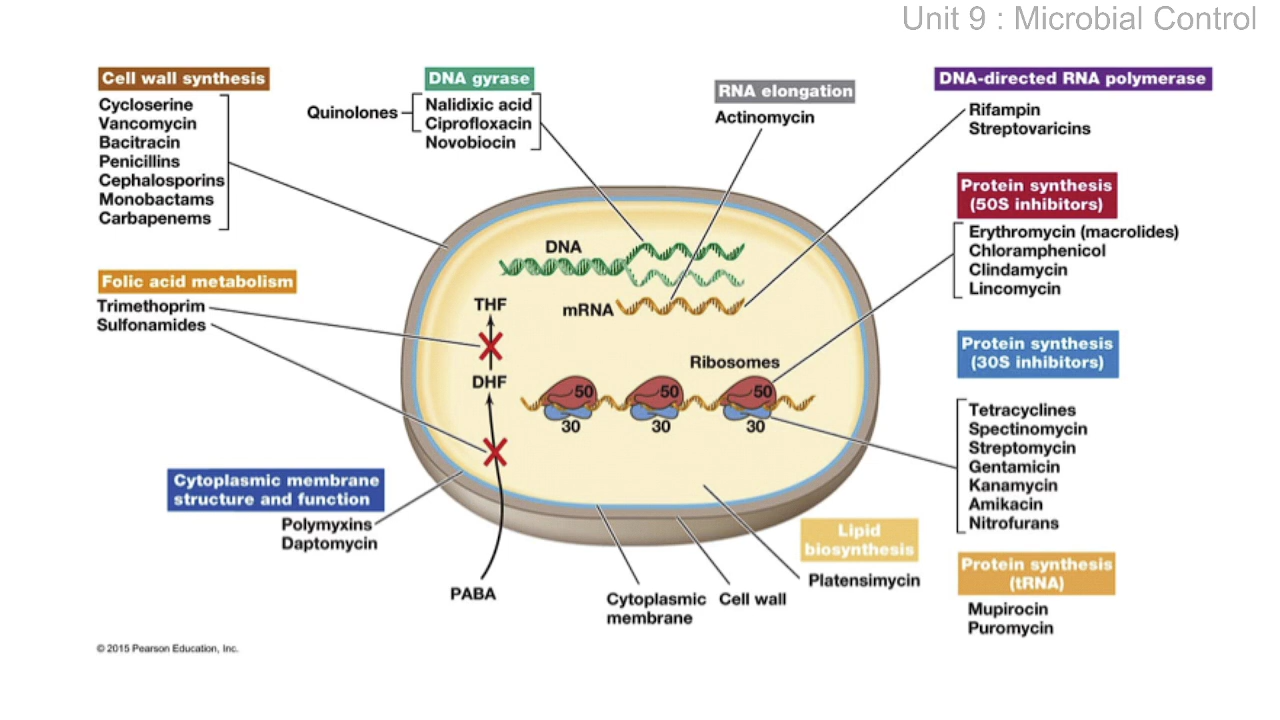 Unit 9 : Microbial Control
Cell wall synthesis
Cycloserine
Vancomycin
Bacitracin
Penicillins
Cephalosporins
Monobactams
Carbapenems
DNA gyrase
Quinolones
Nalidixic acid
Ciprofloxacin
Novobiocin
RNA elongation
Actinomycin
DNA-directed RNA polymerase
Rifampin
Streptovaricins
Protein synthesis
(50S inhibitors)
Erythromycin (macrolides)
Chloramphenicol
Clindamycin
Lincomycin
Folic acid metabolism
Trimethoprim
Sulfonamides
DNA
THF
mRNA
DHF
Ribosomes
50
50
50
30
30
30
Protein synthesis
(30S inhibitors)
Tetracyclines
Spectinomycin
Streptomycin
Gentamicin
Kanamycin
Amikacin
Nitrofurans
Cytoplasmic membrane
structure and function
Polymyxins
Daptomycin
PABA
Cytoplasmic
membrane
Cell wall
Lipid
biosynthesis
Platensimycin
Protein synthesis
(tRNA)
Mupirocin
Puromycin
© 2015 Pearson Education, Inc.